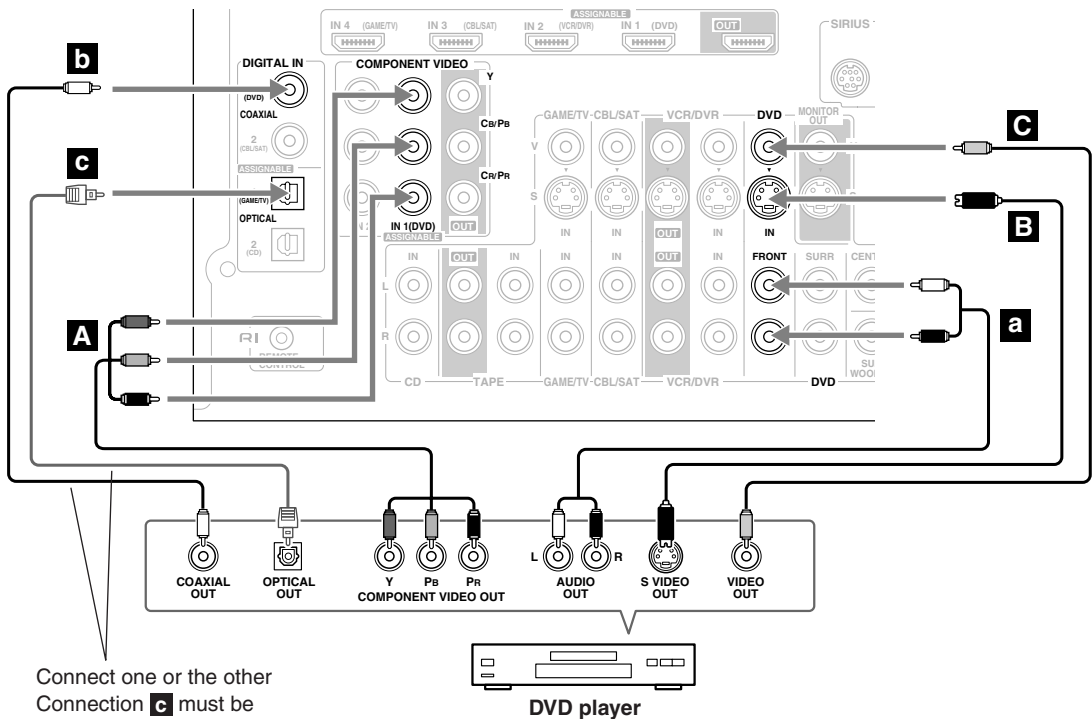 ASSIGNABLE
IN 4 (GAME/TV) IN 3 (CBL/SAT) IN 2 (VCR/DVR) IN 1 (DVD) OUT
SIRIUS
b
DIGITAL IN
(DVD)
COAXIAL
2
(CBL/SAT)
ASSIGNABLE
(GAME/TV)
OPTICAL
2
(CD)
COMPONENT VIDEO
Y
CB/PB
CR/PR
IN 1(DVD) OUT
ASSIGNABLE
GAME/TV CBL/SAT VCR/DVR DVD MONITOR OUT
V
S
IN IN OUT IN IN
C
B
c
A
a
IN OUT IN IN IN OUT IN FRONT SURR CENT
L
R
RI
REMOTE
CONTROL
CD TAPE GAME/TV CBL/SAT VCR/DVR DVD
SU
WOO
COAXIAL OUT
OPTICAL OUT
Y PB PR
COMPONENT VIDEO OUT
L R
AUDIO OUT
S VIDEO OUT
VIDEO OUT
Connect one or the other
Connection c must be
DVD player